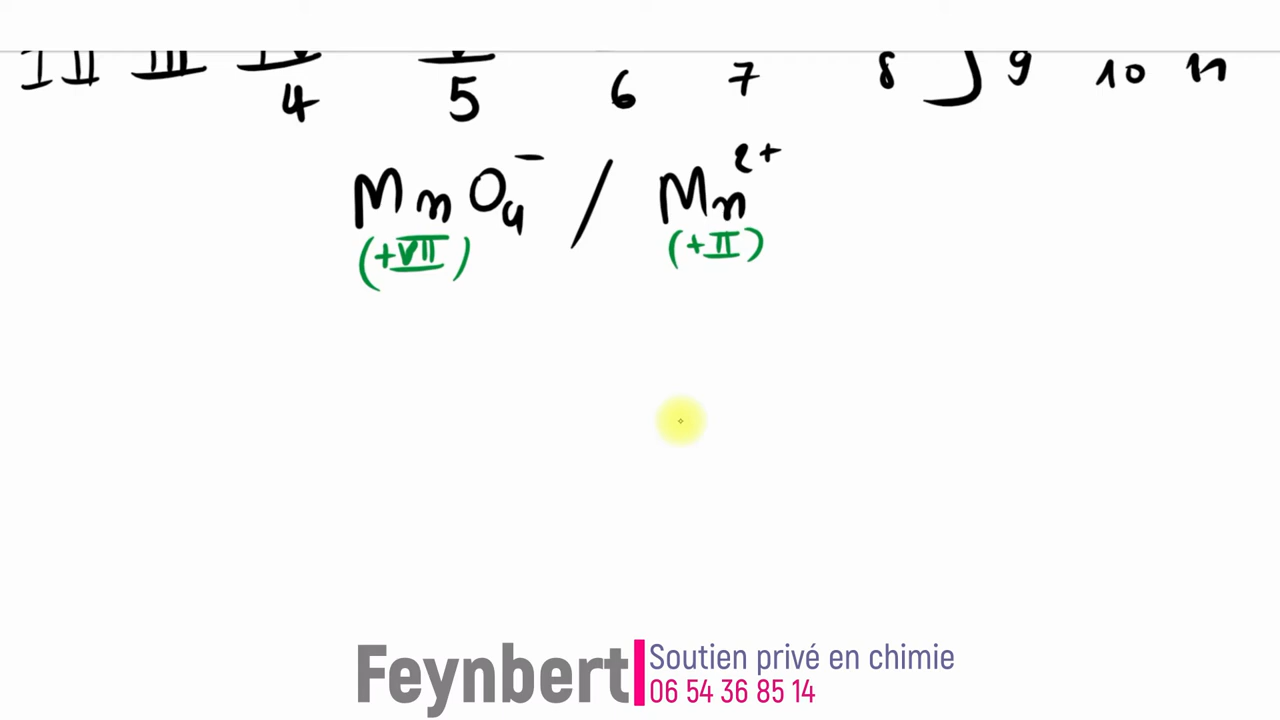 I II III IV V
4 5 6 7 8 9 10 11
MnO₄⁻ / Mn²⁺
(+VII) (+II)
Feynbert
Soutien privé en chimie
06 54 36 85 14